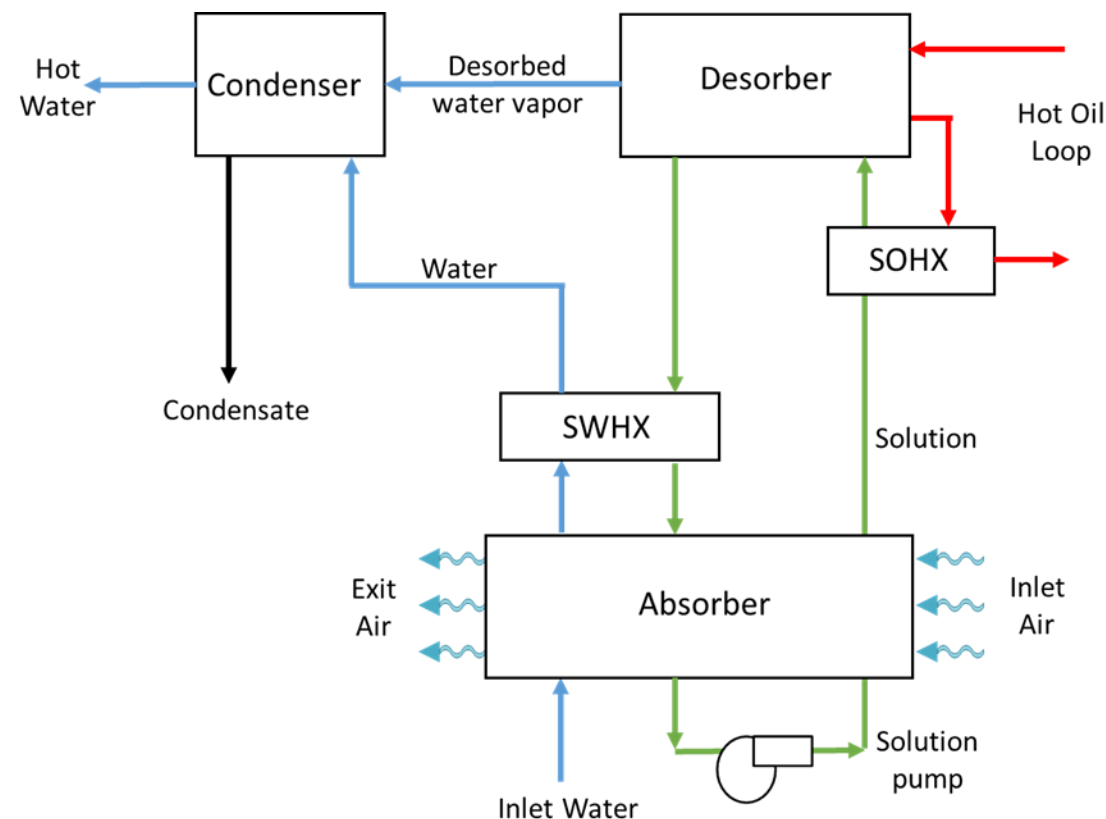 Hot
Water
Condenser
Desorbed
water vapor
Desorber
Hot Oil
Loop
SOHX
Water
Condensate
SWHX
Solution
Exit
Air
Absorber
Inlet
Air
Solution
pump
Inlet Water